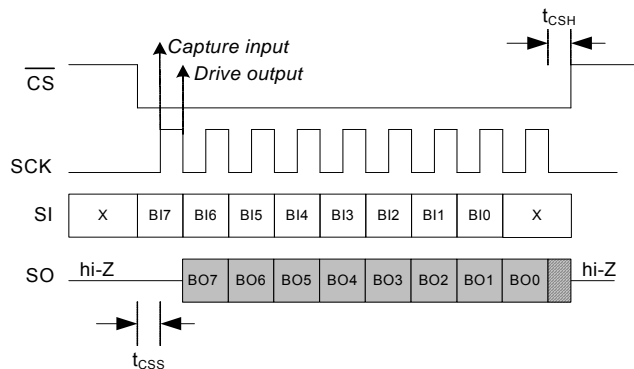 tCSH
Capture input
Drive output
CS
SCK
SI X BI7 BI6 BI5 BI4 BI3 BI2 BI1 BI0 X
hi-Z hi-Z
SO BO7 BO6 BO5 BO4 BO3 BO2 BO1 BO0
tCSS